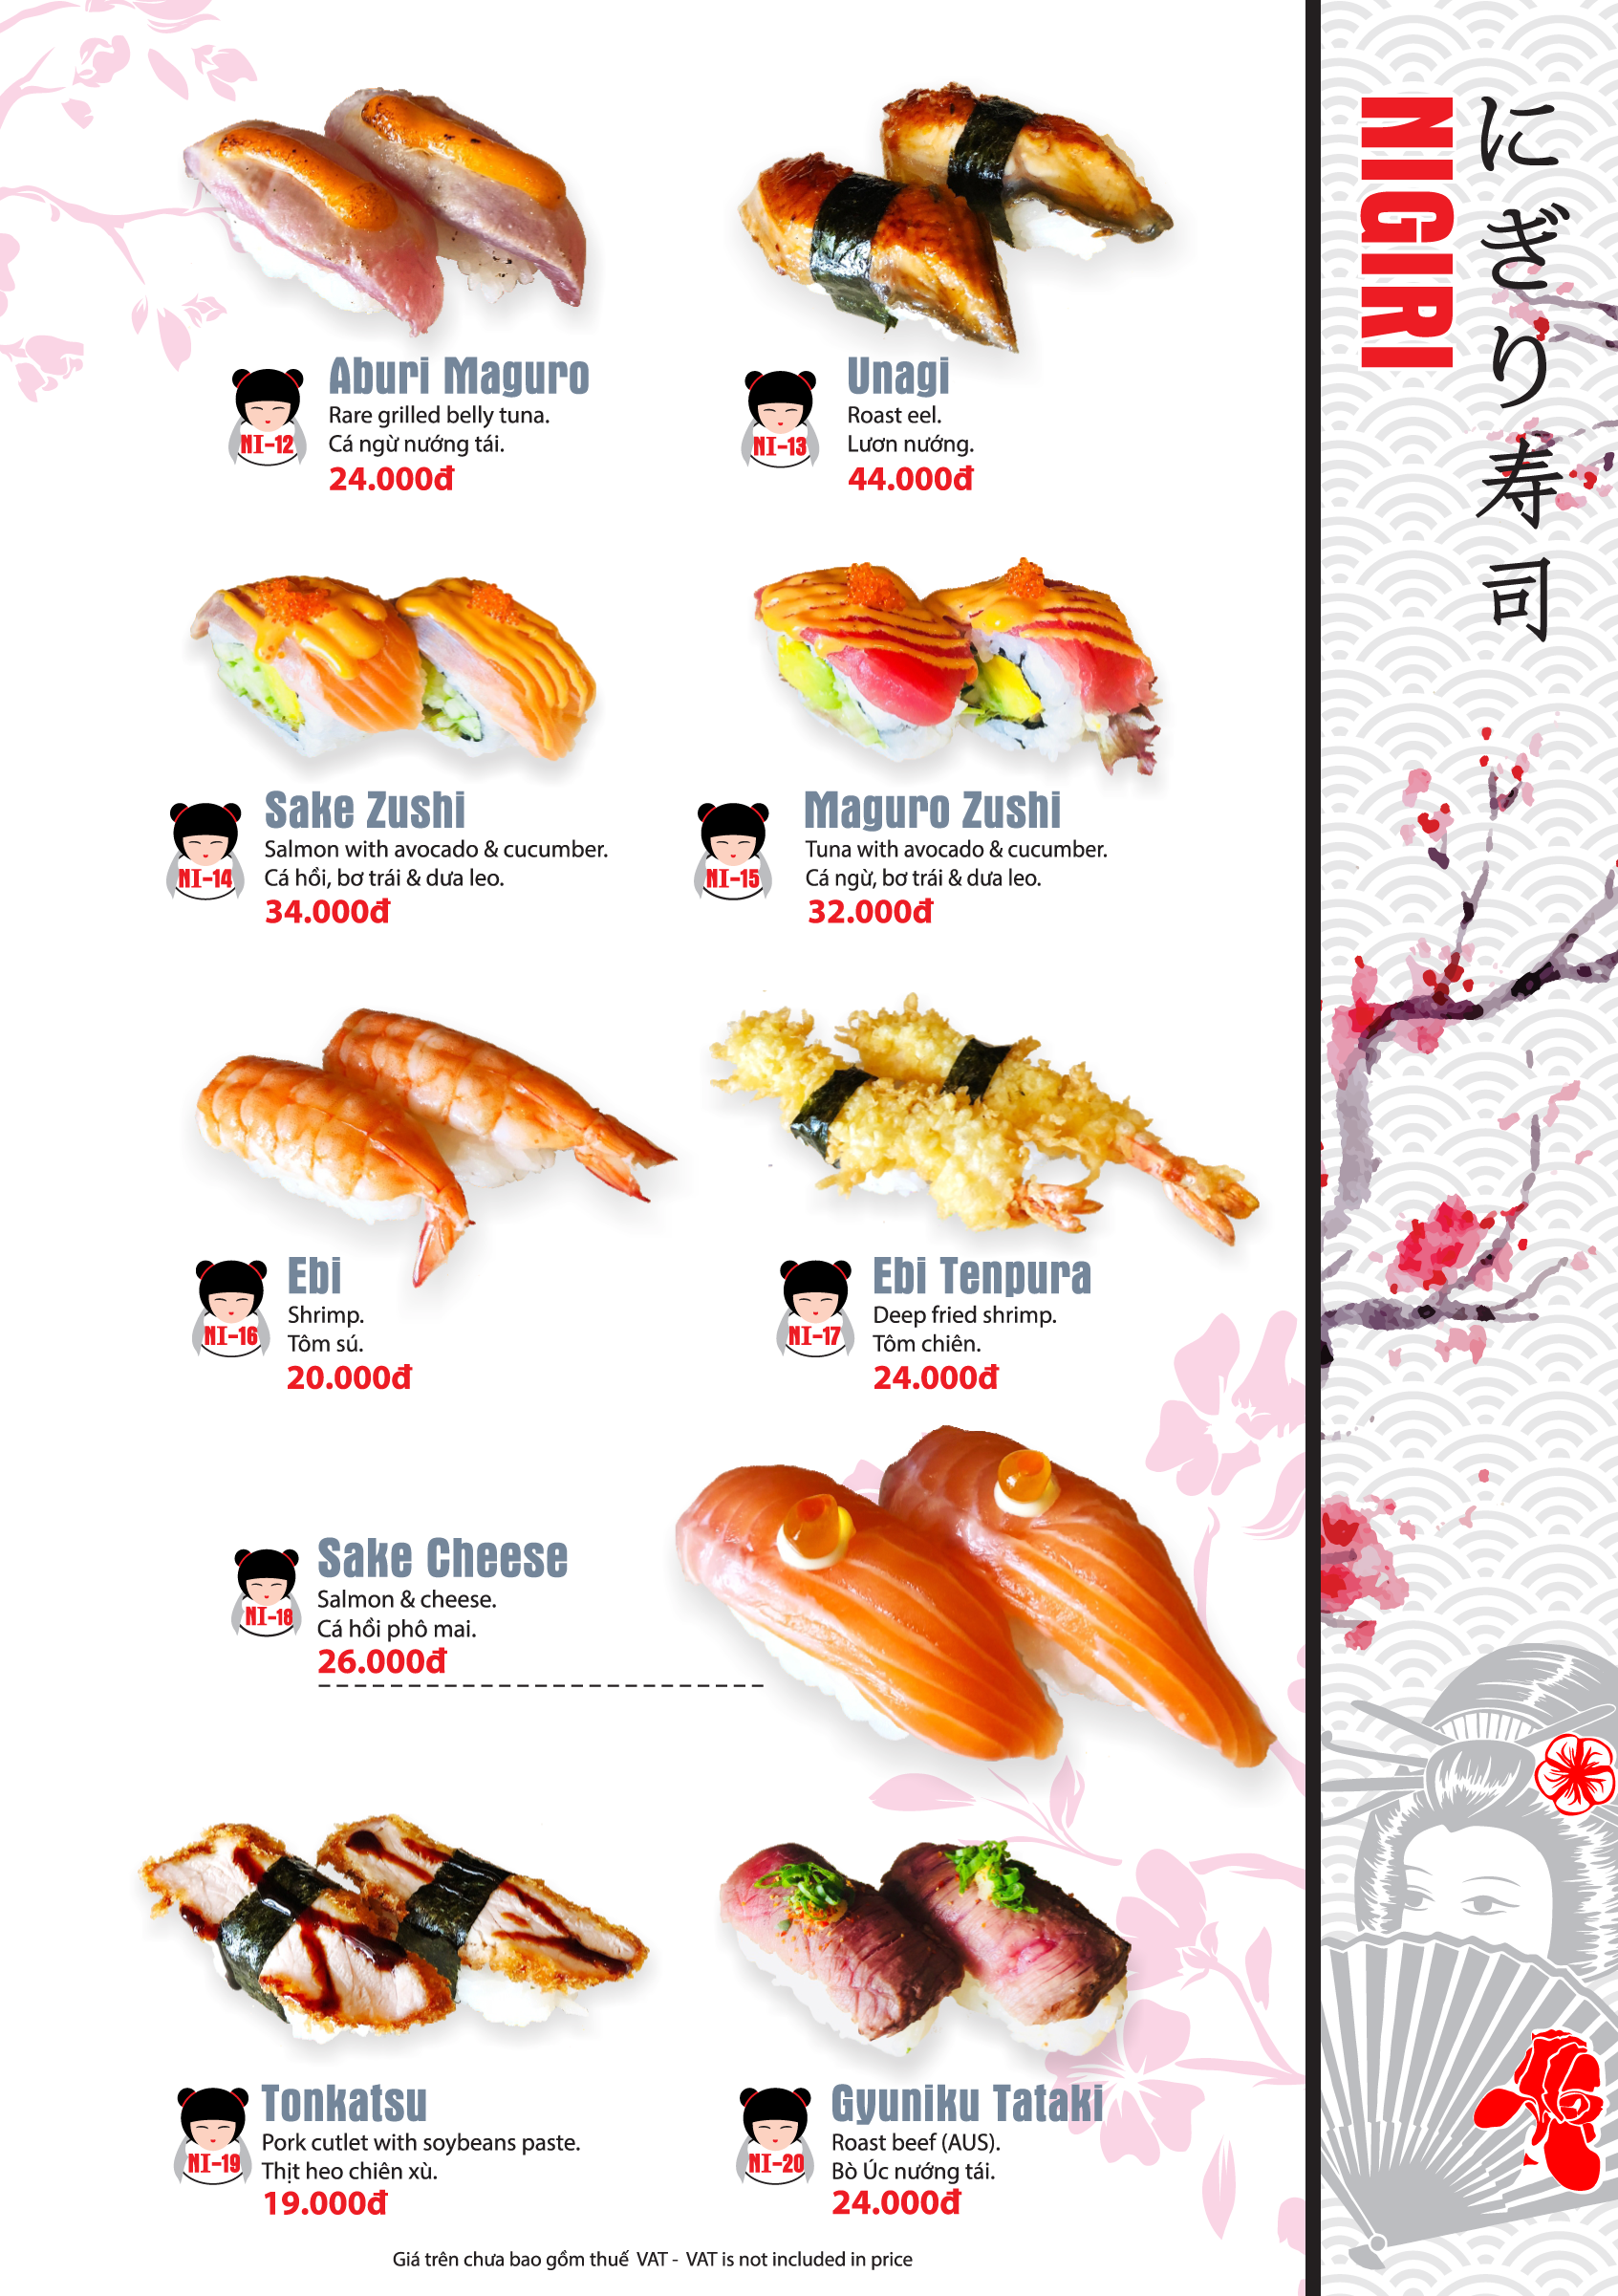 NIGIRI
にぎり寿司
Aburi Maguro
NI-12
Rare grilled belly tuna.
Cá ngừ nướng tái.
24.000đ
Unagi
NI-13
Roast eel.
Lươn nướng.
44.000đ
Sake Zushi
NI-14
Salmon with avocado & cucumber.
Cá hồi, bơ trái & dưa leo.
34.000đ
Maguro Zushi
NI-15
Tuna with avocado & cucumber.
Cá ngừ, bơ trái & dưa leo.
32.000đ
Ebi
NI-16
Shrimp.
Tôm sú.
20.000đ
Ebi Tenpura
NI-17
Deep fried shrimp.
Tôm chiên.
24.000đ
Sake Cheese
NI-18
Salmon & cheese.
Cá hồi phô mai.
26.000đ
Tonkatsu
NI-19
Pork cutlet with soybeans paste.
Thịt heo chiên xù.
19.000đ
Gyuniku Tataki
NI-20
Roast beef (AUS).
Bò Úc nướng tái.
24.000đ
Giá trên chưa bao gồm thuế VAT - VAT is not included in price